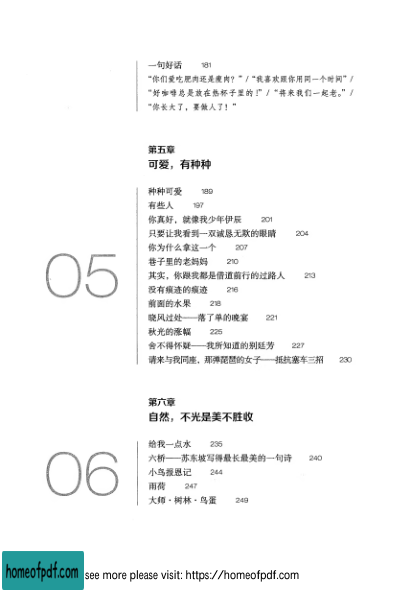 一句好话 181
“你们爱吃肥肉还是瘦肉？”/“我喜欢跟你用同一个时间”/
“好咖啡总是放在热杯子里的！”/“将来我们一起老。”/
“你长大了，要做人了！”
第五章
可爱，有种种
05
种种可爱 189
有些人 197
你真好，就像我少年伊辰 201
只要让我看到一双诚恳无欺的眼睛 204
你为什么拿这一个 207
巷子里的老妈妈 210
其实，你跟我都是借道前行的过路人 213
没有痕迹的痕迹 216
前面的水果 218
晓风过处——落了单的晚宴 221
秋光的涨幅 225
舍不得怀疑——我所知道的别廷芳 227
请来与我同座，那弹琵琶的女子——抵抗塞车三招 230
第六章
自然，不光是美不胜收
06
给我一点水 235
六桥——苏东坡写得最长最美的一句诗 240
小鸟报恩记 244
雨荷 247
大师·树林·鸟蛋 249
homeofpdf.com
see more please visit: https://homeofpdf.com